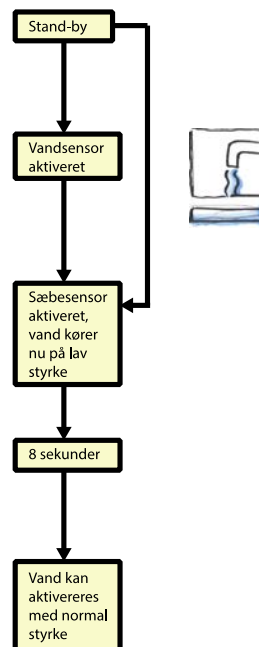 Stand-by
Vandsensor
aktiveret
Sæbesensor
aktiveret,
vand kører
nu på lav
styrke
8 sekunder
Vand kan
aktivereres
med normal
styrke